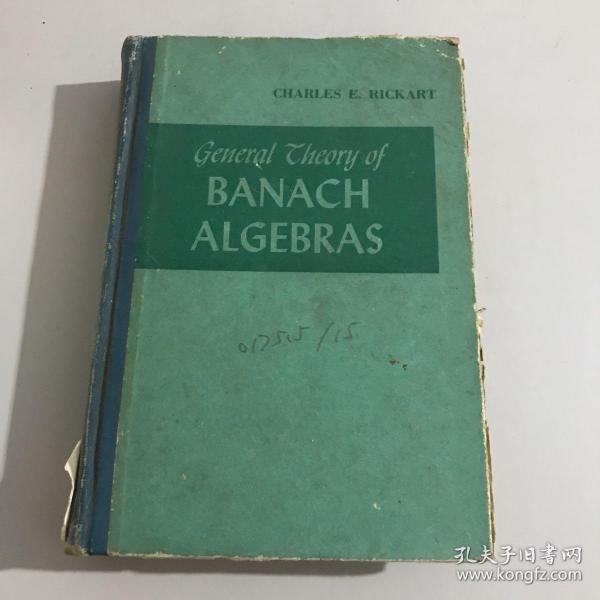 CHARLES E. RICKART
General Theory of
BANACH
ALGEBRAS
孔夫子旧书网
www.kongfz.com